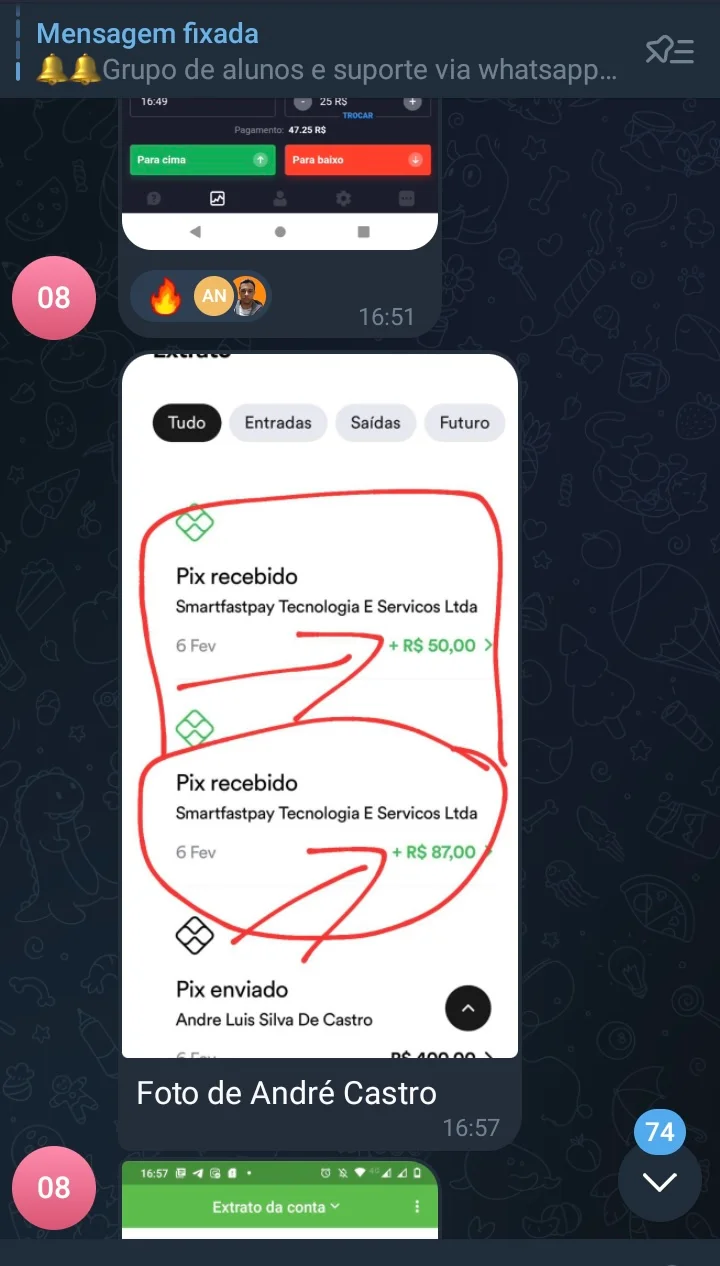 Mensagem fixada
🔔🔔Grupo de alunos e suporte via whatsapp...
16:49
- 25 R$ +
TROCAR
Pagamento: 47.25 R$
Para cima
Para baixo
08
AN
16:51
Extrato
Tudo Entradas Saídas Futuro
Pix recebido
Smartfastpay Tecnologia E Servicos Ltda
6 Fev + R$ 50,00
Pix recebido
Smartfastpay Tecnologia E Servicos Ltda
6 Fev + R$ 87,00
Pix enviado
Andre Luis Silva De Castro
6 Fev R$ 400,00
Foto de André Castro
16:57
74
08
16:57 4G
Extrato da conta